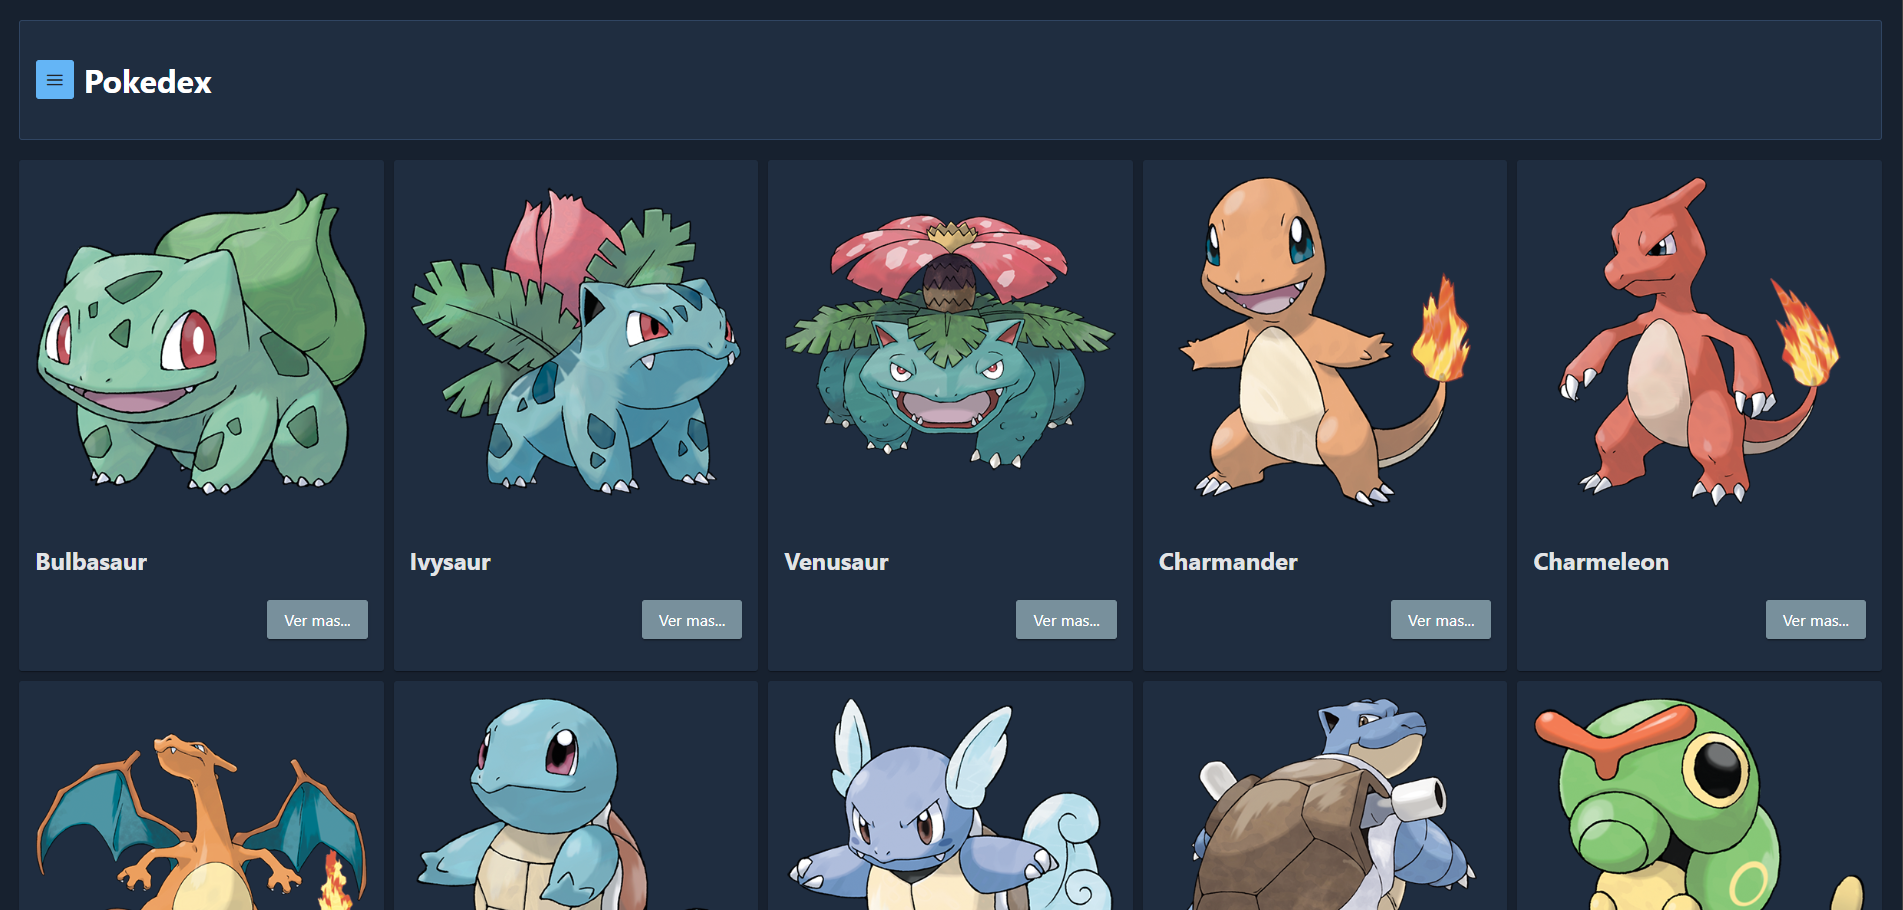 Pokedex
Bulbasaur
Ivysaur
Venusaur
Charmander
Charmeleon
Ver mas...
Ver mas...
Ver mas...
Ver mas...
Ver mas...